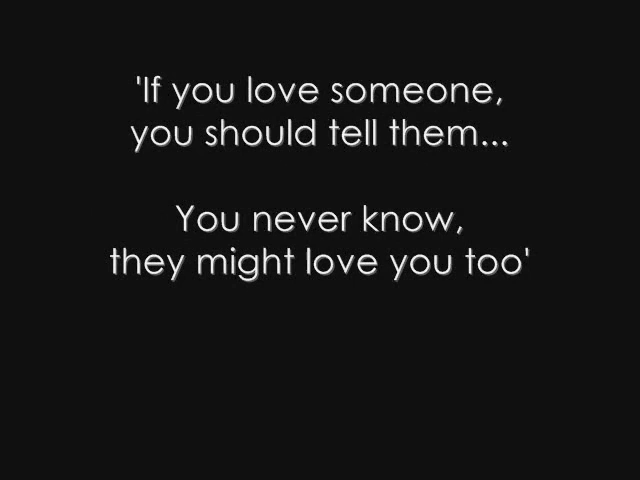 'If you love someone,
you should tell them...
You never know,
they might love you too'